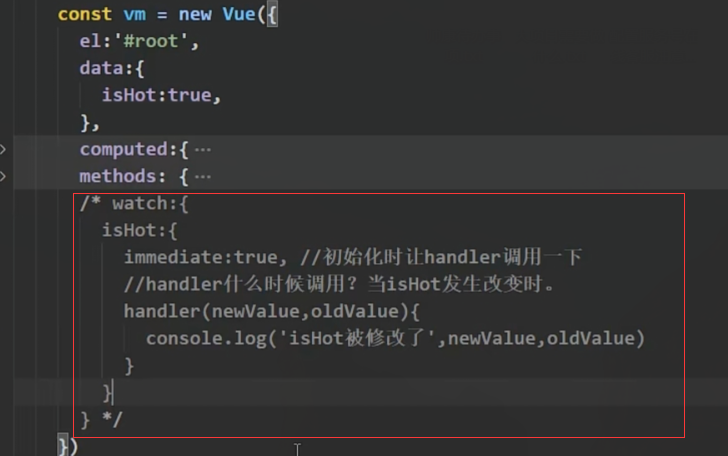 const vm = new Vue({
el:'#root',
data:{
isHot:true,
},
computed:{ ···
methods: { ···
/* watch:{
isHot:{
immediate:true, //初始化时让handler调用一下
//handler什么时候调用？当isHot发生改变时。
handler(newValue,oldValue){
console.log('isHot被修改了',newValue,oldValue)
}
}
} */
})